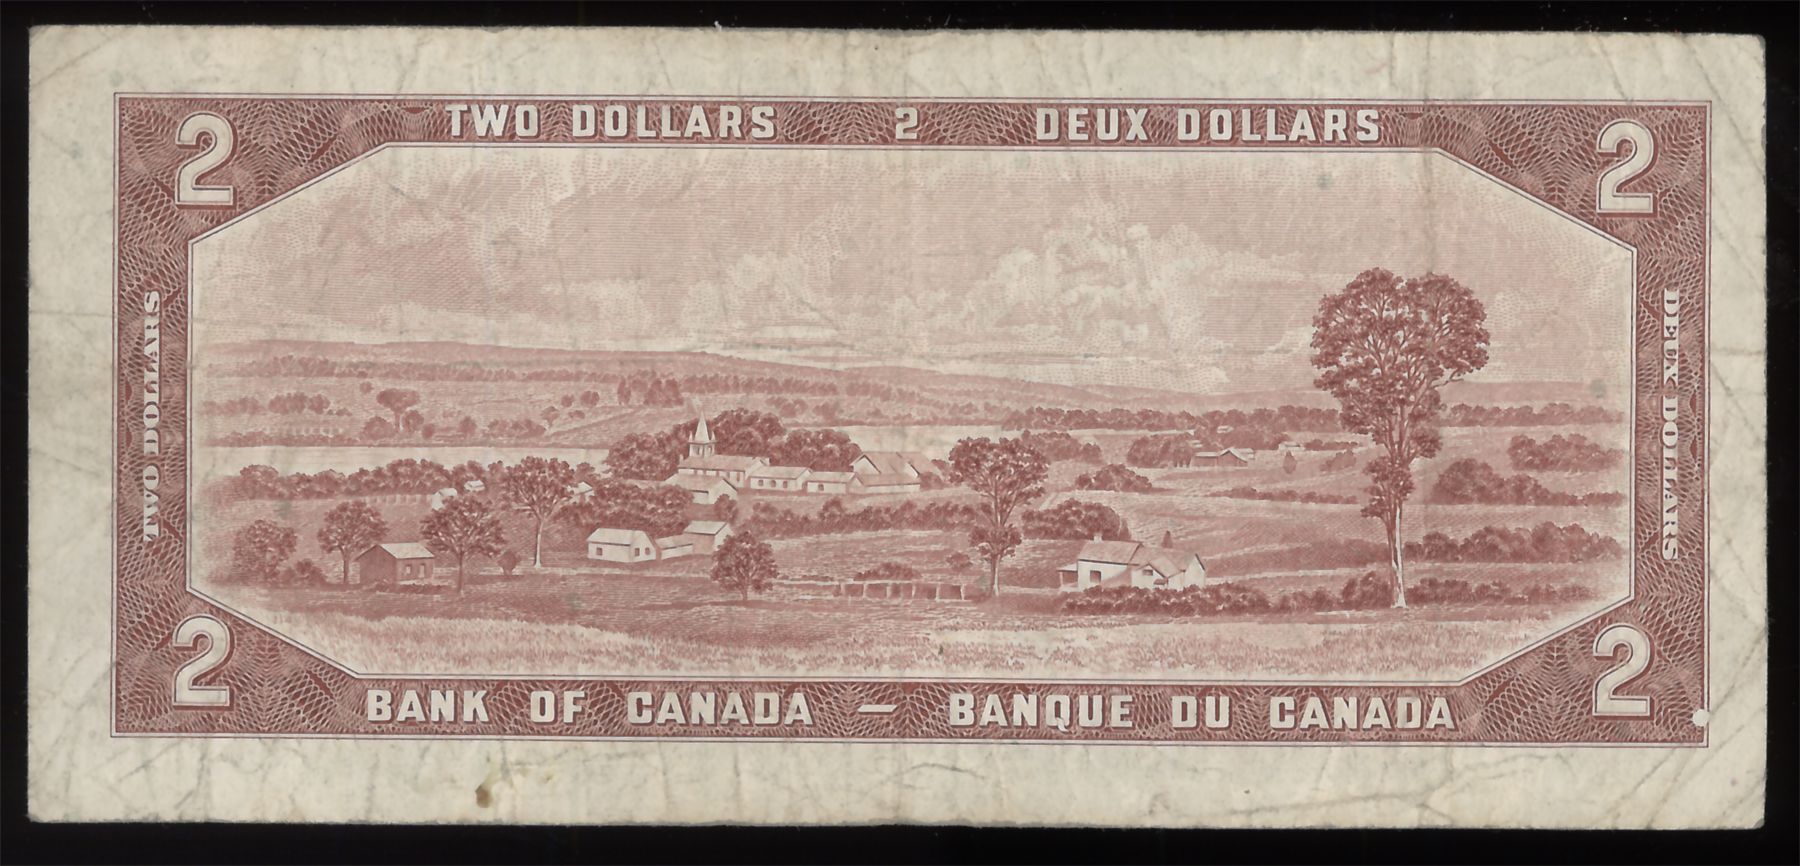 TWO DOLLARS 2 DEUX DOLLARS
2 2
TWO DOLLARS
DEUX DOLLARS
2 2
BANK OF CANADA — BANQUE DU CANADA